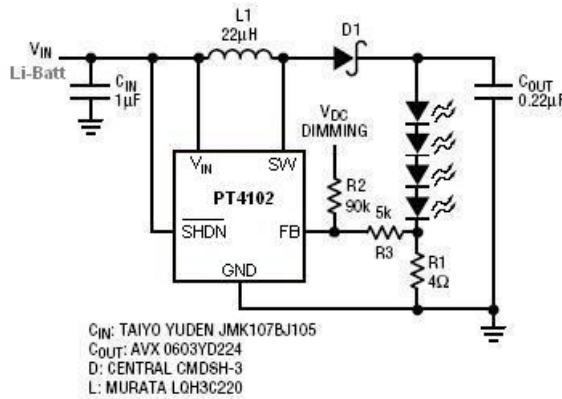 L1
22μH
D1
VIN
Li-Batt
CIN
1μF
COUT
0.22μF
VDC
DIMMING
VIN
SW
PT4102
R2
90k
5k
SHDN
FB
R3
GND
R1
4Ω
CIN: TAIYO YUDEN JMK107BJ105
COUT: AVX 0603YD224
D: CENTRAL CMDSH-3
L: MURATA LQH3C220